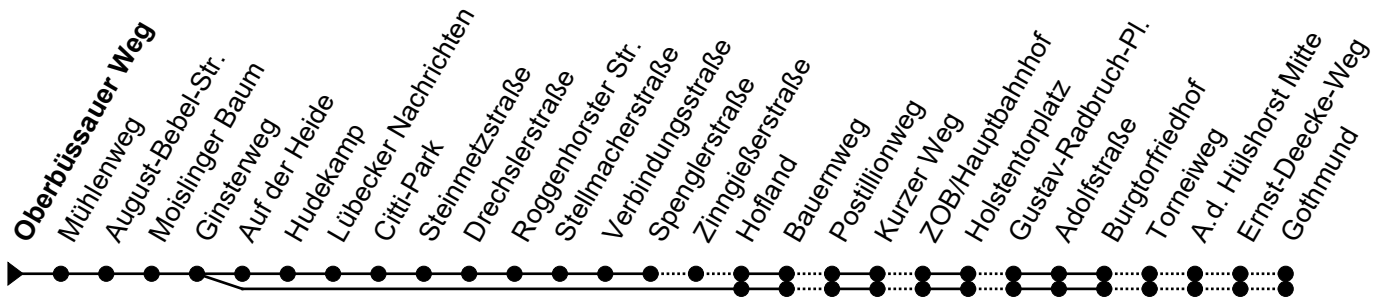 Oberbüssauer Weg
Mühlenweg
August-Bebel-Str.
Moislinger Baum
Ginsterweg
Auf der Heide
Hudekamp
Lübecker Nachrichten
Citti-Park
Steinmetzstraße
Drechslerstraße
Roggenhorster Str.
Stellmacherstraße
Verbindungsstraße
Spenglerstraße
Zinngießerstraße
Hofland
Bauernweg
Postillionweg
Kurzer Weg
ZOB/Hauptbahnhof
Holstentorplatz
Gustav-Radbruch-Pl.
Adolfstraße
Burgtorfriedhof
Torneiweg
A.d. Hülshorst Mitte
Ernst-Deecke-Weg
Gothmund